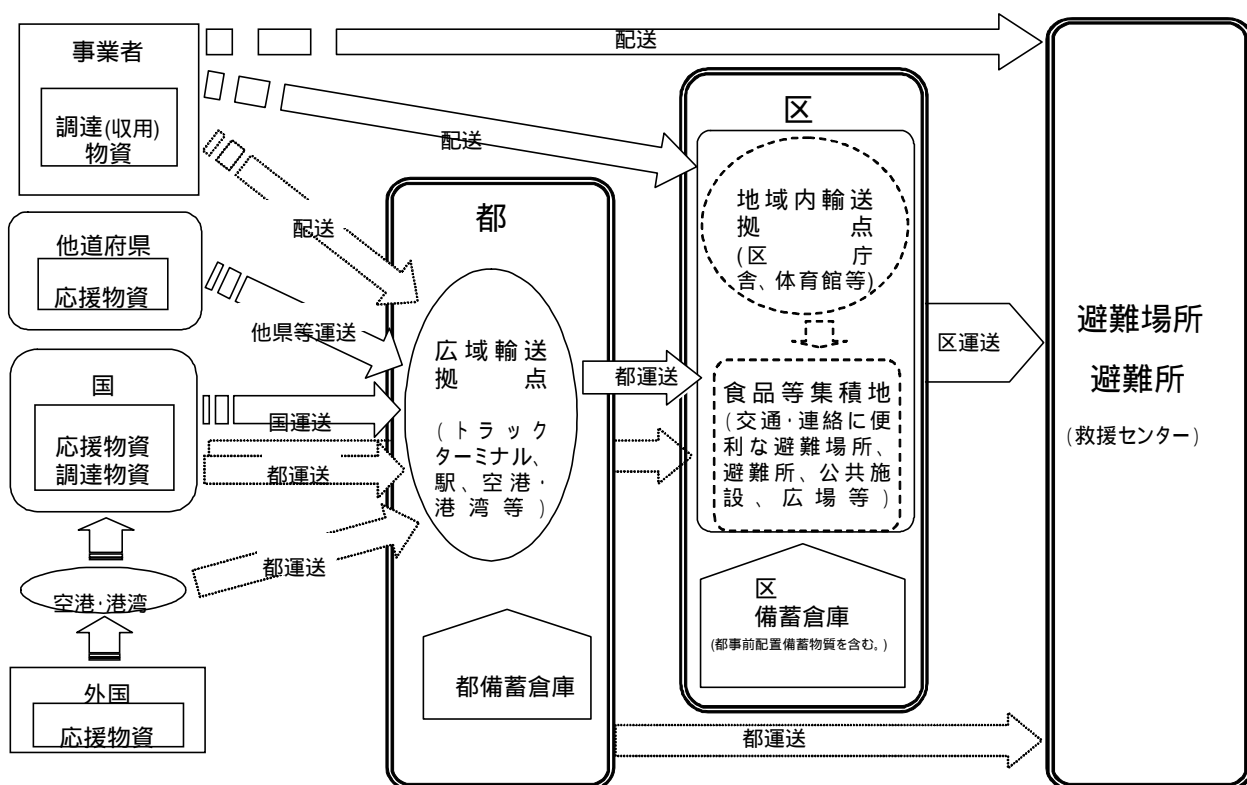 事業者
調達(収用)
物資
他道府県
応援物資
国
応援物資
調達物資
空港・港湾
外国
応援物資
配送
配送
配送
他県等運送
国運送
都運送
都運送
都
広域輸送
拠点
(トラック
ターミナル、
駅、空港・
港湾等)
都備蓄倉庫
都運送
区
地域内輸送
拠点
(区庁
舎、体育館等)
食品等集積地
(交通・連絡に便
利な避難場所、
避難所、公共施
設、広場等)
区
備蓄倉庫
(都事前配置備蓄物質を含む。)
区運送
都運送
避難場所
避難所
(救援センター)